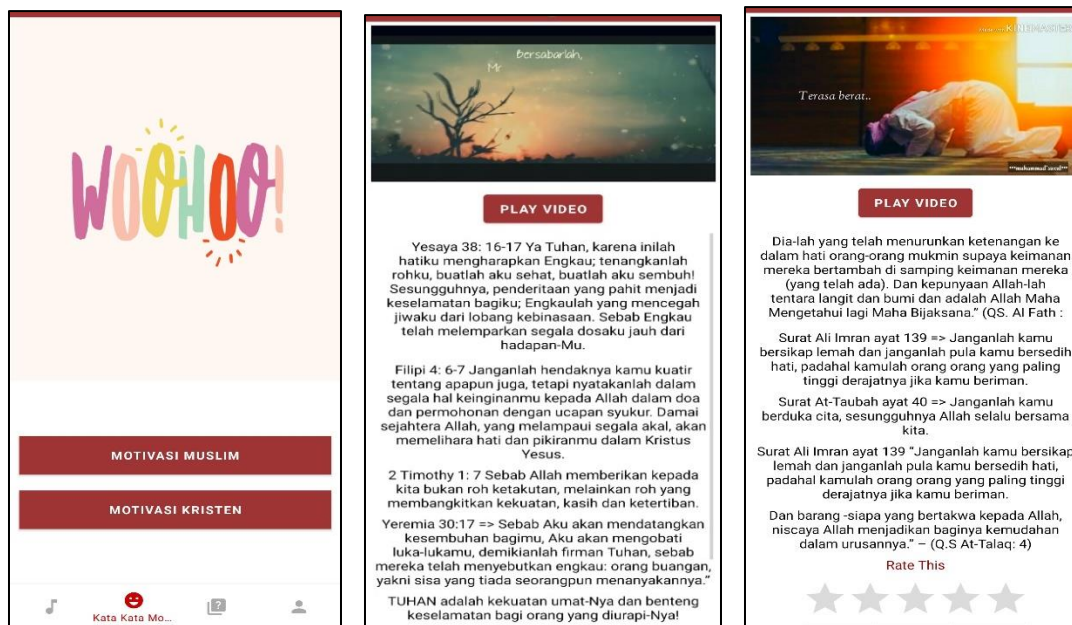 WOOHOO!
MOTIVASI MUSLIM
MOTIVASI KRISTEN
Kata Kata Mo...
Bersabarlah,
Mr
PLAY VIDEO
Yesaya 38: 16-17 Ya Tuhan, karena inilah
hatiku mengharapkan Engkau; tenangkanlah
rohku, buatlah aku sehat, buatlah aku sembuh!
Sesungguhnya, penderitaan yang pahit menjadi
keselamatan bagiku; Engkaulah yang mencegah
jiwaku dari lobang kebinasaan. Sebab Engkau
telah melemparkan segala dosaku jauh dari
hadapan-Mu.
Filipi 4: 6-7 Janganlah hendaknya kamu kuatir
tentang apapun juga, tetapi nyatakanlah dalam
segala hal keinginanmu kepada Allah dalam doa
dan permohonan dengan ucapan syukur. Damai
sejahtera Allah, yang melampaui segala akal, akan
memelihara hati dan pikiranmu dalam Kristus
Yesus.
2 Timothy 1: 7 Sebab Allah memberikan kepada
kita bukan roh ketakutan, melainkan roh yang
membangkitkan kekuatan, kasih dan ketertiban.
Yeremia 30:17 => Sebab Aku akan mendatangkan
kesembuhan bagimu, Aku akan mengobati
luka-lukamu, demikianlah firman Tuhan, sebab
mereka telah menyebutkan engkau: orang buangan,
yakni sisa yang tiada seorangpun menanyakannya.”
TUHAN adalah kekuatan umat-Nya dan benteng
keselamatan bagi orang yang diurapi-Nya!
KINEMASTER
Terasa berat..
PLAY VIDEO
Dia-lah yang telah menurunkan ketenangan ke
dalam hati orang-orang mukmin supaya keimanan
mereka bertambah di samping keimanan mereka
(yang telah ada). Dan kepunyaan Allah-lah
tentara langit dan bumi dan adalah Allah Maha
Mengetahui lagi Maha Bijaksana.” (QS. Al Fath :
Surat Ali Imran ayat 139 => Janganlah kamu
bersikap lemah dan janganlah pula kamu bersedih
hati, padahal kamulah orang orang yang paling
tinggi derajatnya jika kamu beriman.
Surat At-Taubah ayat 40 => Janganlah kamu
berduka cita, sesungguhnya Allah selalu bersama
kita.
Surat Ali Imran ayat 139 “Janganlah kamu bersikap
lemah dan janganlah pula kamu bersedih hati,
padahal kamulah orang orang yang paling tinggi
derajatnya jika kamu beriman.
Dan barang -siapa yang bertakwa kepada Allah,
niscaya Allah menjadikan baginya kemudahan
dalam urusannya.” – (Q.S At-Talaq: 4)
Rate This